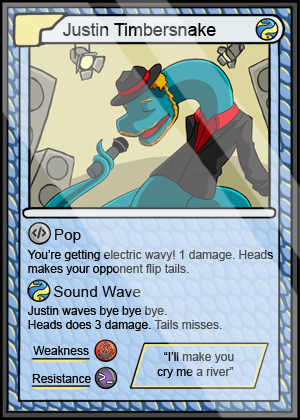 Justin Timbersnake
</> Pop
You're getting electric wavy! 1 damage. Heads
makes your opponent flip tails.
Sound Wave
Justin waves bye bye bye.
Heads does 3 damage. Tails misses.
Weakness
Resistance >_
"I'll make you
cry me a river"